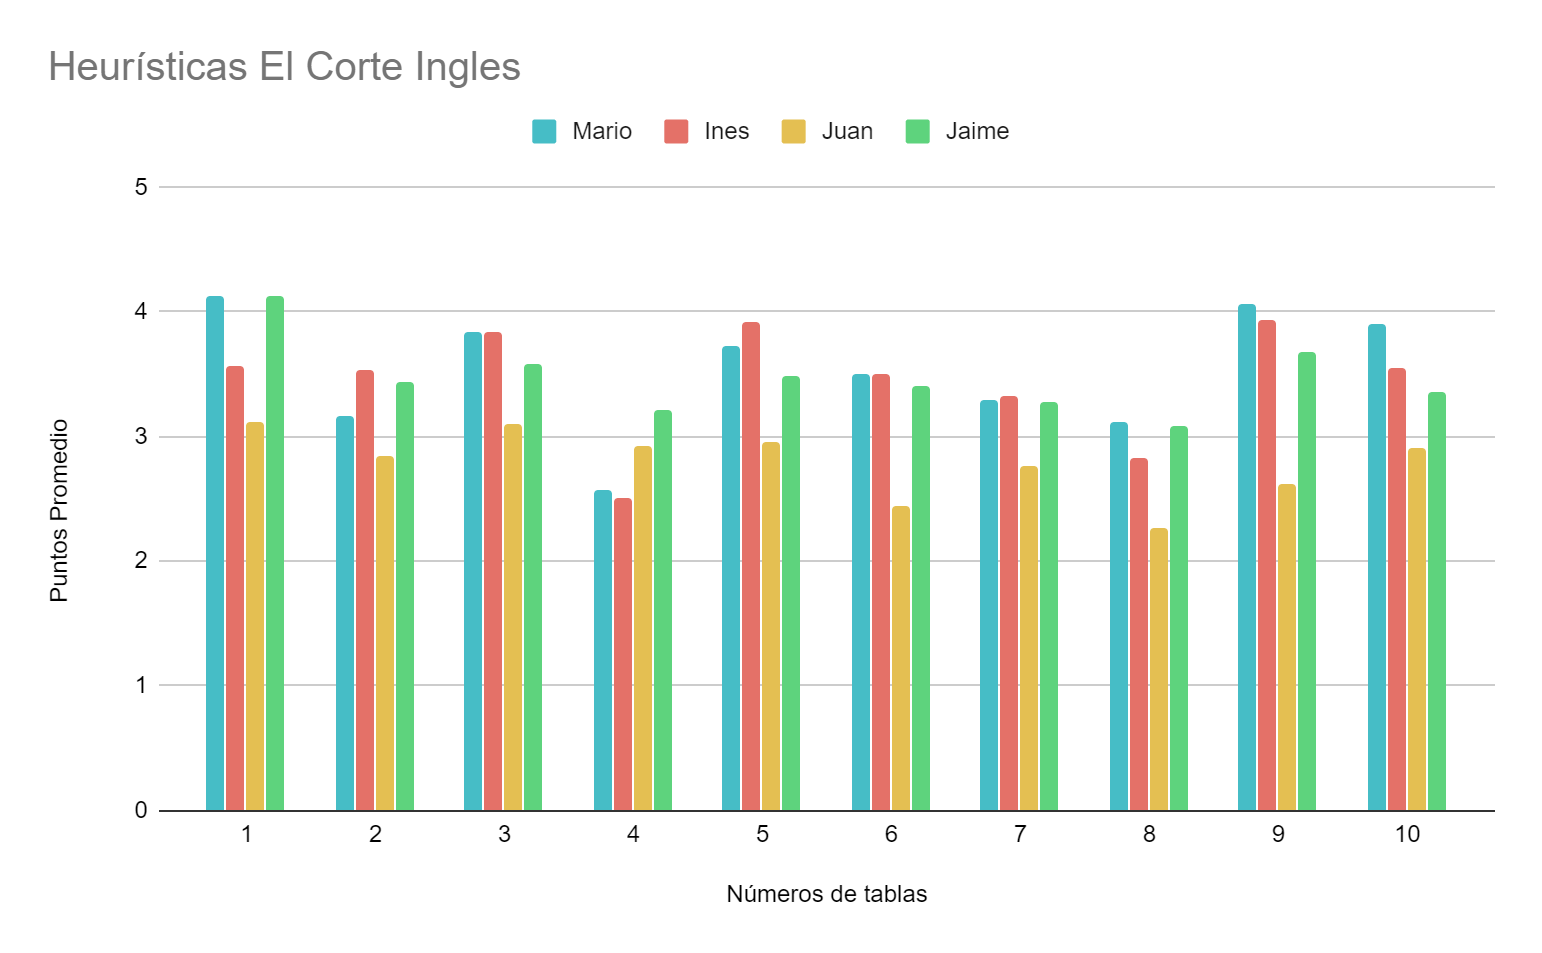 Heurísticas El Corte Ingles
Mario Ines Juan Jaime
5
4
3
2
1
0
Puntos Promedio
1 2 3 4 5 6 7 8 9 10
Números de tablas